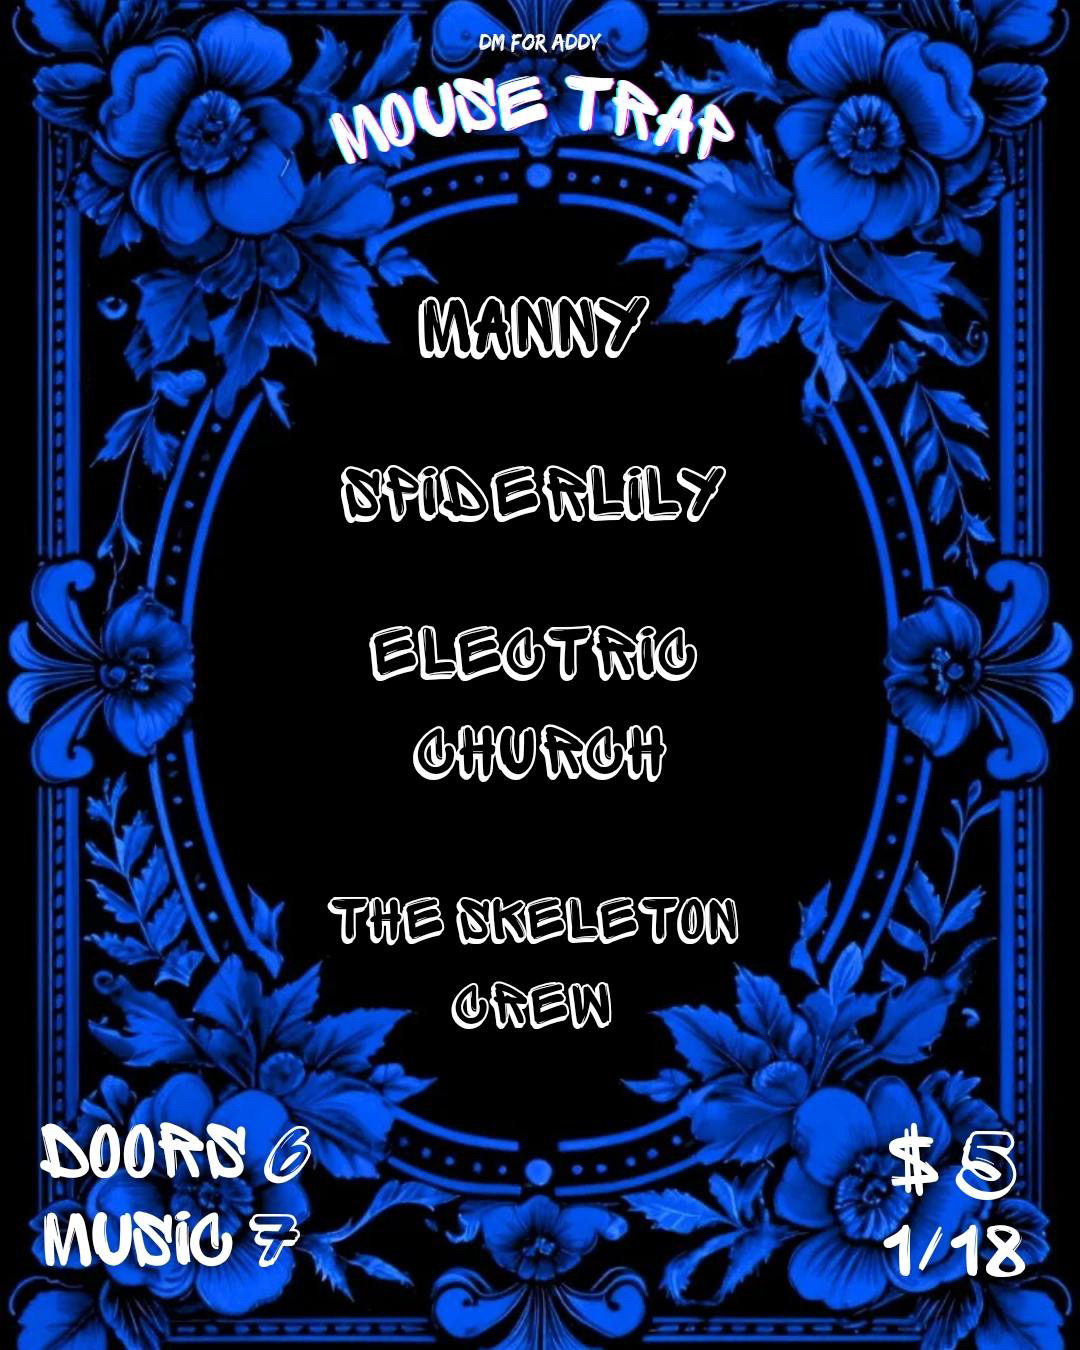 DM FOR ADDY
MOUSE TRAP
MANNY
SPiDERLiLY
ELECTRiC
CHURCH
THE SKELETON
CREW
DOORS 6
MUSiC 7
$ 5
1/18